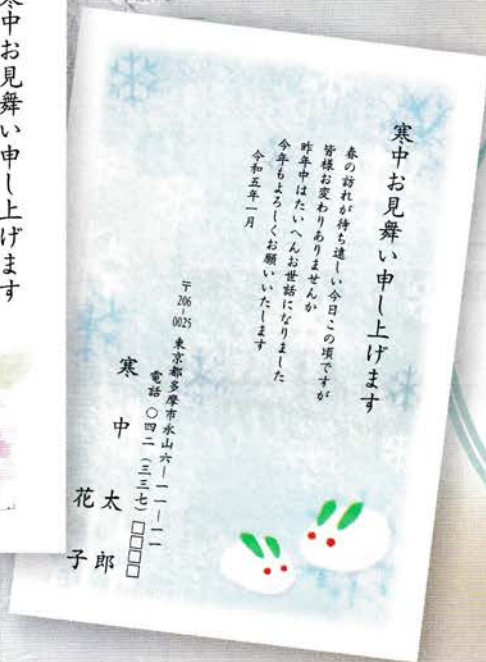 寒中お見舞い申し上げます
春の訪れが待ち遠しい今日この頃ですが
皆様お変わりありませんか
昨年中はたいへんお世話になりました
今年もよろしくお願いいたします
令和五年一月
〒206-0025 東京都多摩市永山六―一一―一一
電話 〇四二(三三七)□□□□
寒中 太郎
花子
中お見舞い申し上げます